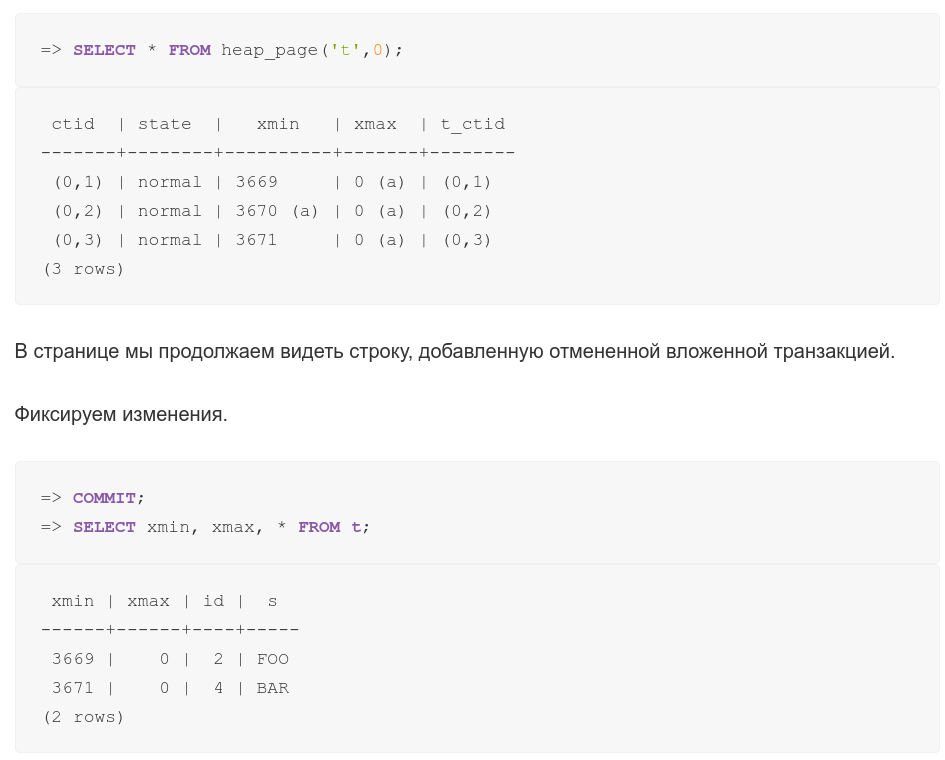 => SELECT * FROM heap_page('t',0);
 ctid  | state  |   xmin   | xmax  | t_ctid
-------+--------+----------+-------+--------
 (0,1) | normal | 3669     | 0 (a) | (0,1)
 (0,2) | normal | 3670 (a) | 0 (a) | (0,2)
 (0,3) | normal | 3671     | 0 (a) | (0,3)
(3 rows)
В странице мы продолжаем видеть строку, добавленную отмененной вложенной транзакцией.
Фиксируем изменения.
=> COMMIT;
=> SELECT xmin, xmax, * FROM t;
 xmin | xmax | id |  s
------+------+----+-----
 3669 |    0 |  2 | FOO
 3671 |    0 |  4 | BAR
(2 rows)